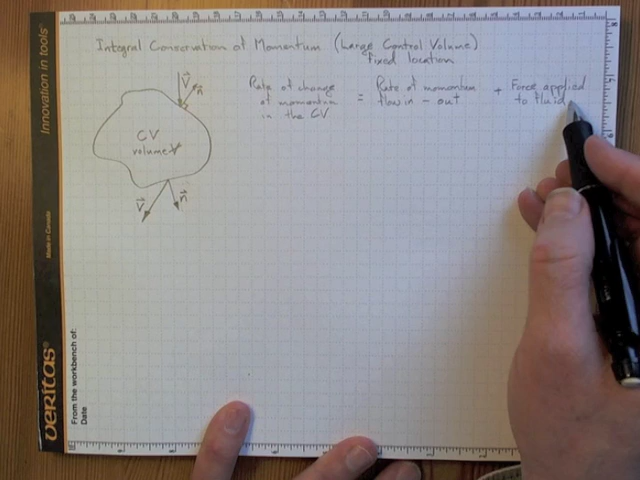 Integral Conservation of Momentum (Large Control Volume)
fixed location
Rate of change
of momentum
in the CV
=
Rate of momentum
flow in - out
+
Force applied
to fluid
V
n
CV
volume V
V
n
Innovation in tools
Made in Canada
veritas
From the workbench of:
Date